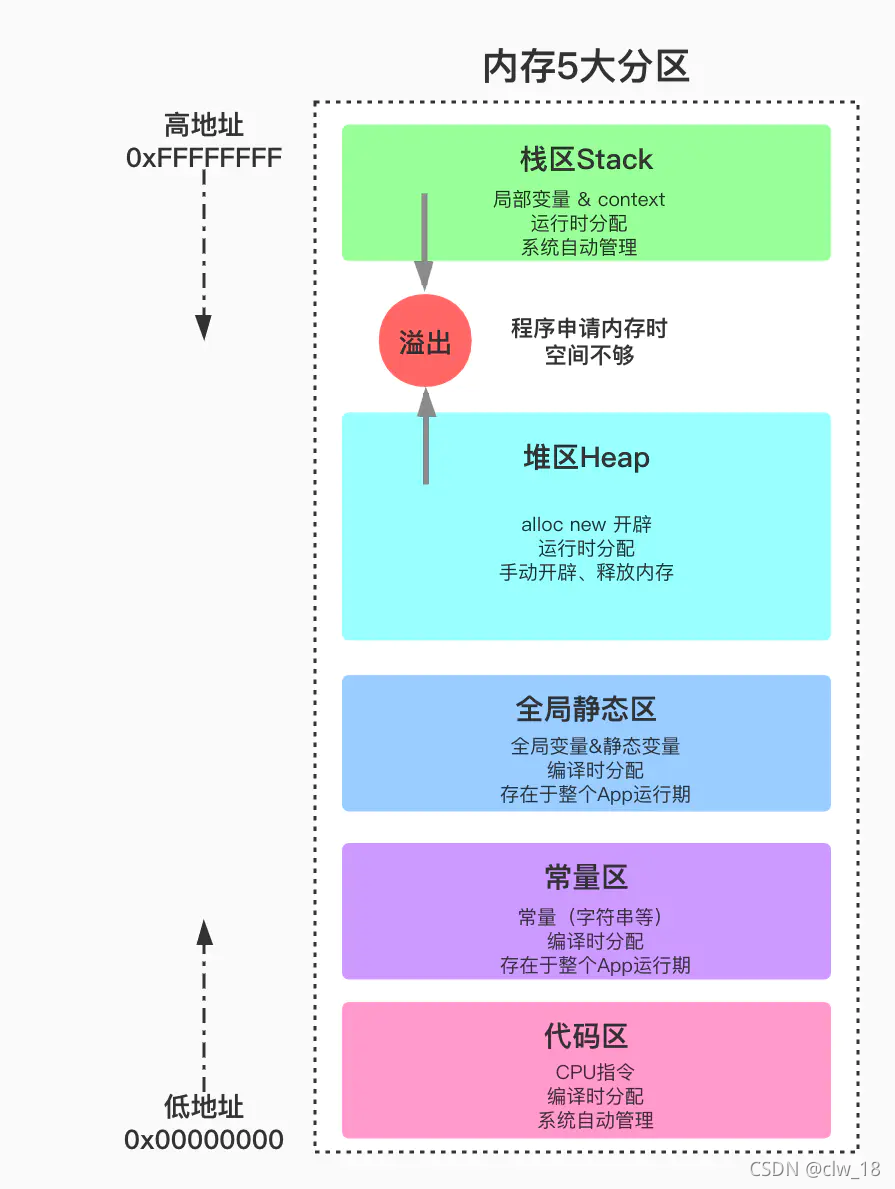 内存5大分区
高地址
0xFFFFFFFF
栈区Stack
局部变量 & context
运行时分配
系统自动管理
溢出
程序申请内存时
空间不够
堆区Heap
alloc new 开辟
运行时分配
手动开辟、释放内存
全局静态区
全局变量&静态变量
编译时分配
存在于整个App运行期
常量区
常量（字符串等）
编译时分配
存在于整个App运行期
代码区
CPU指令
编译时分配
系统自动管理
低地址
0x00000000
CSDN @clw_18